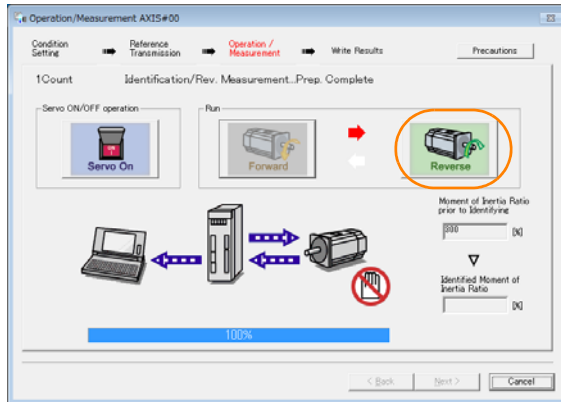 Operation/Measurement AXIS#00
Condition Setting
Reference Transmission
Operation / Measurement
Write Results
Precautions
1Count Identification/Rev. Measurement...Prep. Complete
Servo ON/OFF operation
Run
Servo On
Forward
Reverse
Moment of Inertia Ratio
prior to Identifying
300 [%]
Identified Moment of
Inertia Ratio
[%]
100%
< Back
Next >
Cancel